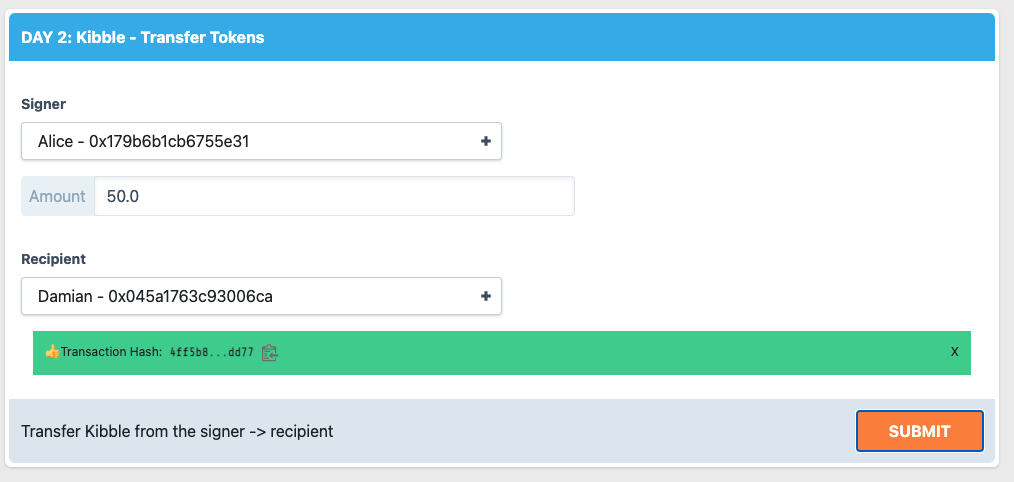 DAY 2: Kibble - Transfer Tokens
Signer
Alice - 0x179b6b1cb6755e31
Amount 50.0
Recipient
Damian - 0x045a1763c93006ca
👍Transaction Hash: 4ff5b8...dd77 X
Transfer Kibble from the signer -> recipient SUBMIT